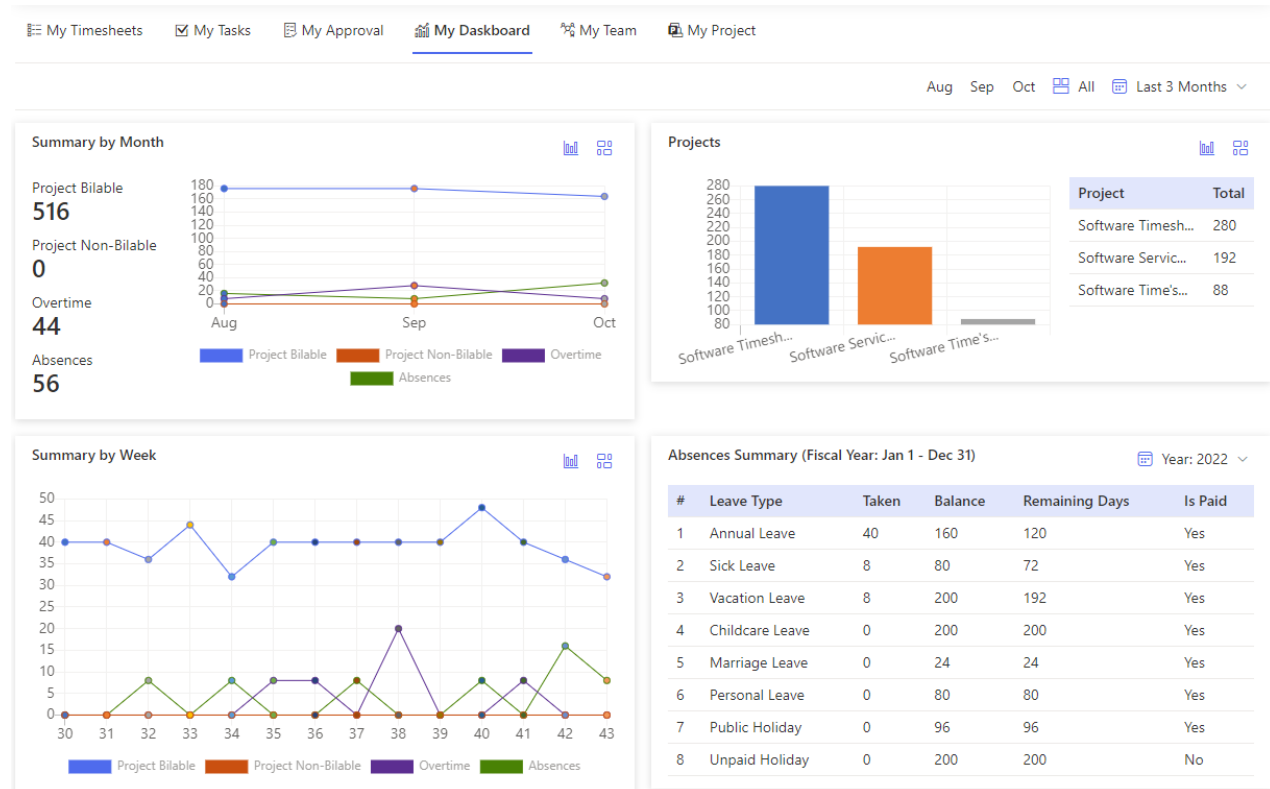 My Timesheets My Tasks My Approval My Daskboard My Team My Project
Aug Sep Oct All Last 3 Months
Summary by Month
Project Bilable
516
Project Non-Bilable
0
Overtime
44
Absences
56
180
160
140
120
100
80
60
40
20
0
Aug Sep Oct
Project Bilable Project Non-Bilable Overtime
Absences
Projects
280
260
240
220
200
180
160
140
120
100
80
Software Timesh... Software Servic... Software Time's...
Project Total
Software Timesh... 280
Software Servic... 192
Software Time's... 88
Summary by Week
50
45
40
35
30
25
20
15
10
5
0
30 31 32 33 34 35 36 37 38 39 40 41 42 43
Project Bilable Project Non-Bilable Overtime Absences
Absences Summary (Fiscal Year: Jan 1 - Dec 31) Year: 2022
# Leave Type Taken Balance Remaining Days Is Paid
1 Annual Leave 40 160 120 Yes
2 Sick Leave 8 80 72 Yes
3 Vacation Leave 8 200 192 Yes
4 Childcare Leave 0 200 200 Yes
5 Marriage Leave 0 24 24 Yes
6 Personal Leave 0 80 80 Yes
7 Public Holiday 0 96 96 Yes
8 Unpaid Holiday 0 200 200 No